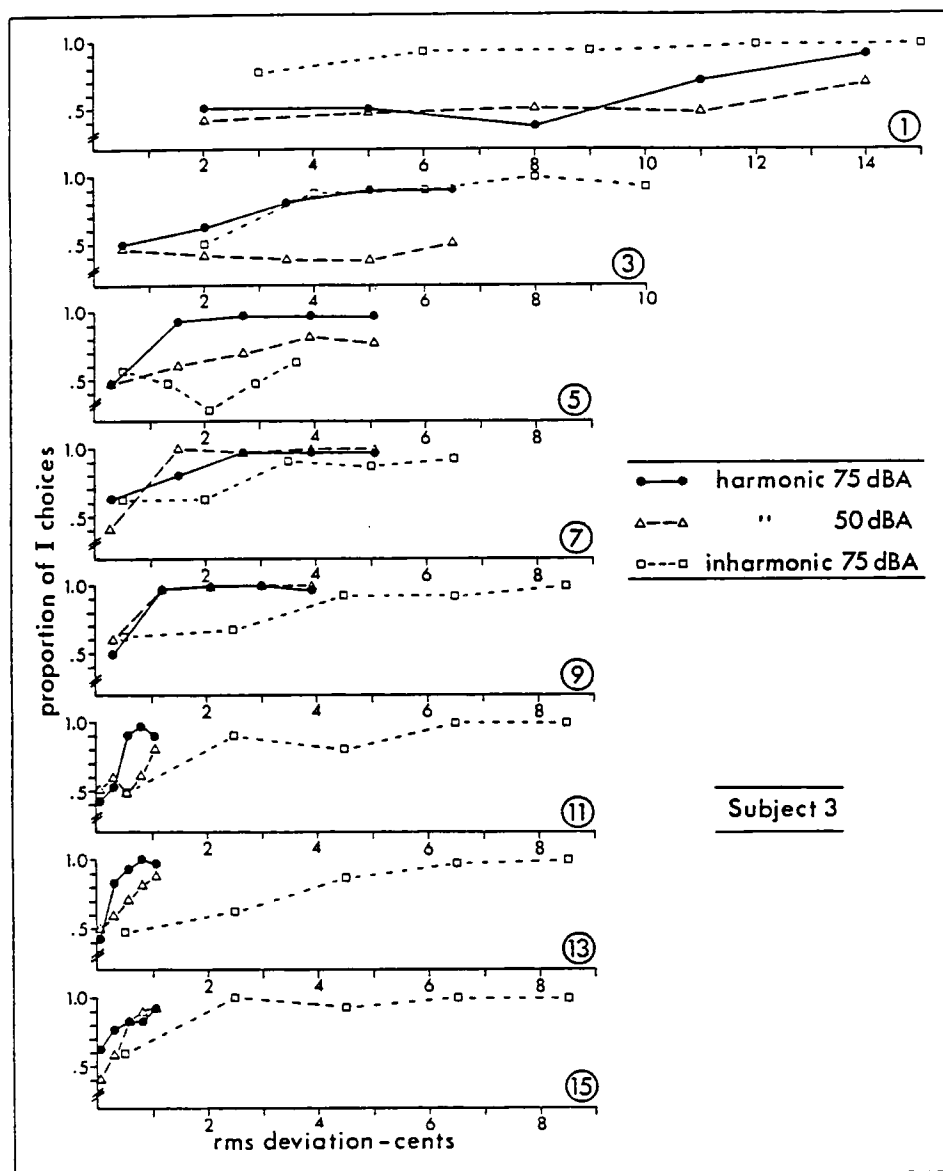 1.0
.5
2 4 6 8 10 12 14
1
1.0
.5
2 4 6 8 10
3
1.0
.5
2 4 6 8
5
1.0
.5
2 4 6 8
7
1.0
.5
2 4 6 8
9
1.0
.5
2 4 6 8
11
1.0
.5
2 4 6 8
13
1.0
.5
2 4 6 8
15
proportion of I choices
rms deviation-cents
harmonic 75 dBA
" 50 dBA
inharmonic 75 dBA
Subject 3